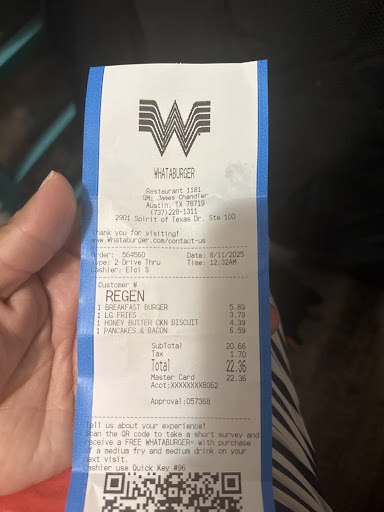 W
WHATABURGER
Restaurant 1181
GM: James Chandler
Austin, TX 78719
(737)228-1311
2901 Spirit of Texas Dr. Ste 100
Thank you for visiting!
www.Whataburger.com/contact-us
Order: 564560 Date: 8/11/2025
Type: 2 Drive Thru Time: 12:32AM
Cashier: Eloi S
Customer #
REGEN
1 BREAKFAST BURGER 5.89
1 LG FRIES 3.79
1 HONEY BUTTER CKN BISCUIT 4.39
1 PANCAKES & BACON 6.59
SubTotal 20.66
Tax 1.70
Total 22.36
Master Card 22.36
Acct:XXXXXXXX8062
Approval:057368
Tell us about your experience!
Scan the QR code to take a short survey and
receive a FREE WHATABURGER< with purchase
of a medium fry and medium drink on your
next visit.
Cashier use Quick Key #96